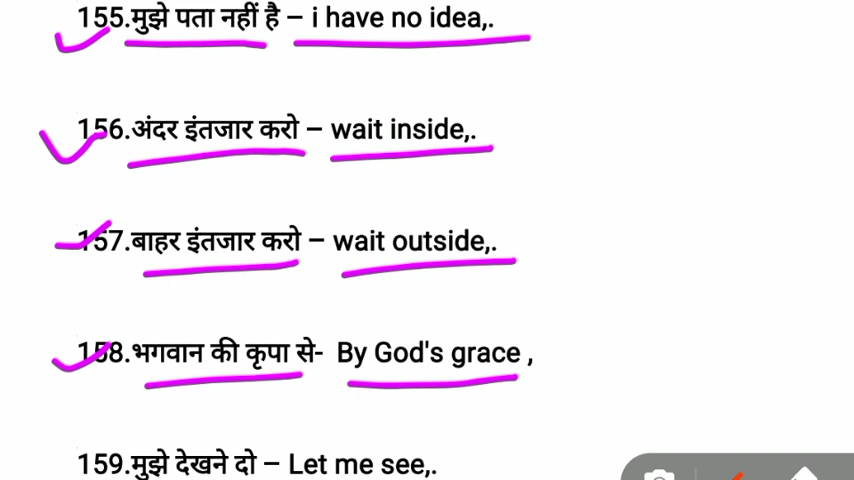 155.मुझे पता नहीं है – i have no idea,.
156.अंदर इंतजार करो – wait inside,.
157.बाहर इंतजार करो – wait outside,.
158.भगवान की कृपा से- By God's grace ,
159.मुझे देखने दो – Let me see,.